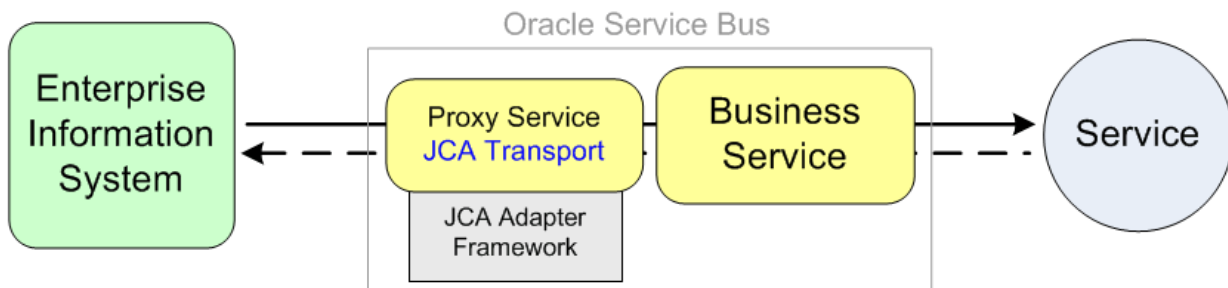 Oracle Service Bus
Enterprise
Information
System
Proxy Service
JCA Transport
JCA Adapter
Framework
Business
Service
Service